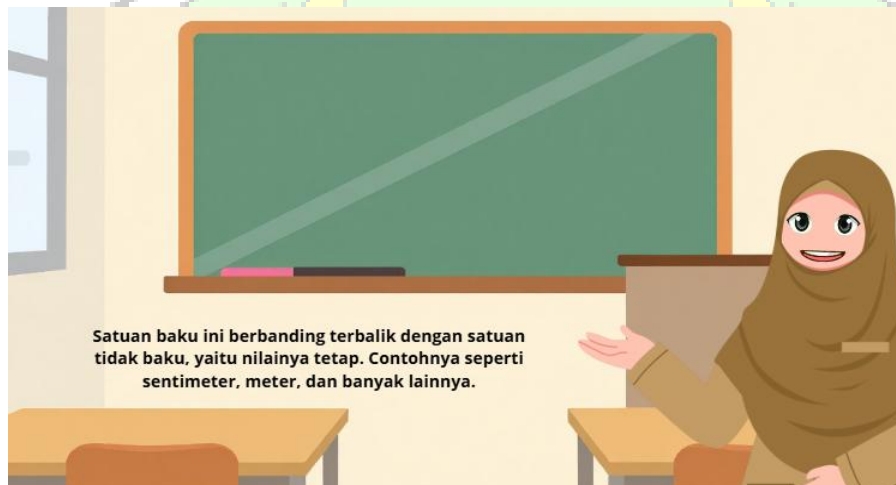 Satuan baku ini berbanding terbalik dengan satuan
tidak baku, yaitu nilainya tetap. Contohnya seperti
sentimeter, meter, dan banyak lainnya.